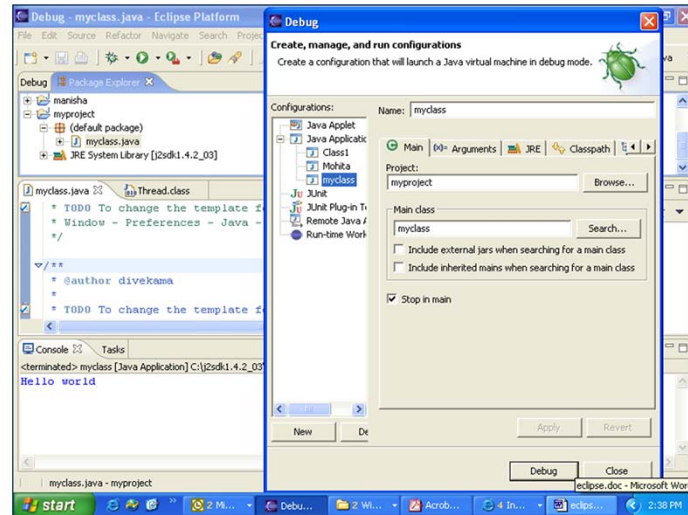 Debug - myclass.java - Eclipse Platform
File Edit Source Refactor Navigate Search Project
Debug
Package Explorer
manisha
myproject
(default package)
myclass.java
JRE System Library [j2sdk1.4.2_03]
myclass.java
Thread.class
* TODO To change the template f
* Window - Preferences - Java -
*/
/**
* @author divekama
*
* TODO To change the template f
Console
Tasks
<terminated> myclass [Java Application] C:\j2sdk1.4.2_03\
Hello world
myclass.java - myproject
Debug
Create, manage, and run configurations
Create a configuration that will launch a Java virtual machine in debug mode.
Configurations:
Java Applet
Java Applicatio
Class1
Mohita
myclass
JUnit
JUnit Plug-in Te
Remote Java A
Run-time Work
New
De
Name:
myclass
Main
(x)= Arguments
JRE
Classpath
Project:
myproject
Browse...
Main class
myclass
Search...
Include external jars when searching for a main class
Include inherited mains when searching for a main class
Stop in main
Apply
Revert
Debug
Close
eclipse.doc - Microsoft Wor
start
2 Mi...
Debu...
2 Wi...
Acrob...
4 In...
eclips...
2:38 PM